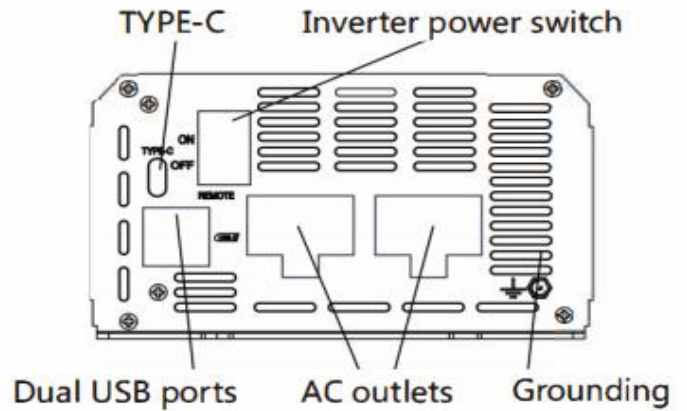 TYPE-C Inverter power switch
ON
TYPE-C
OFF
REMOTE
Dual USB ports AC outlets Grounding